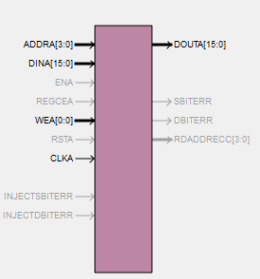 ADDRA[3:0]
DOUTA[15:0]
DINA[15:0]
ENA
REGCEA
SBITERR
WEA[0:0]
DBITERR
RSTA
RDADDRECC[3:0]
CLKA
INJECTSBITERR
INJECTDBITERR